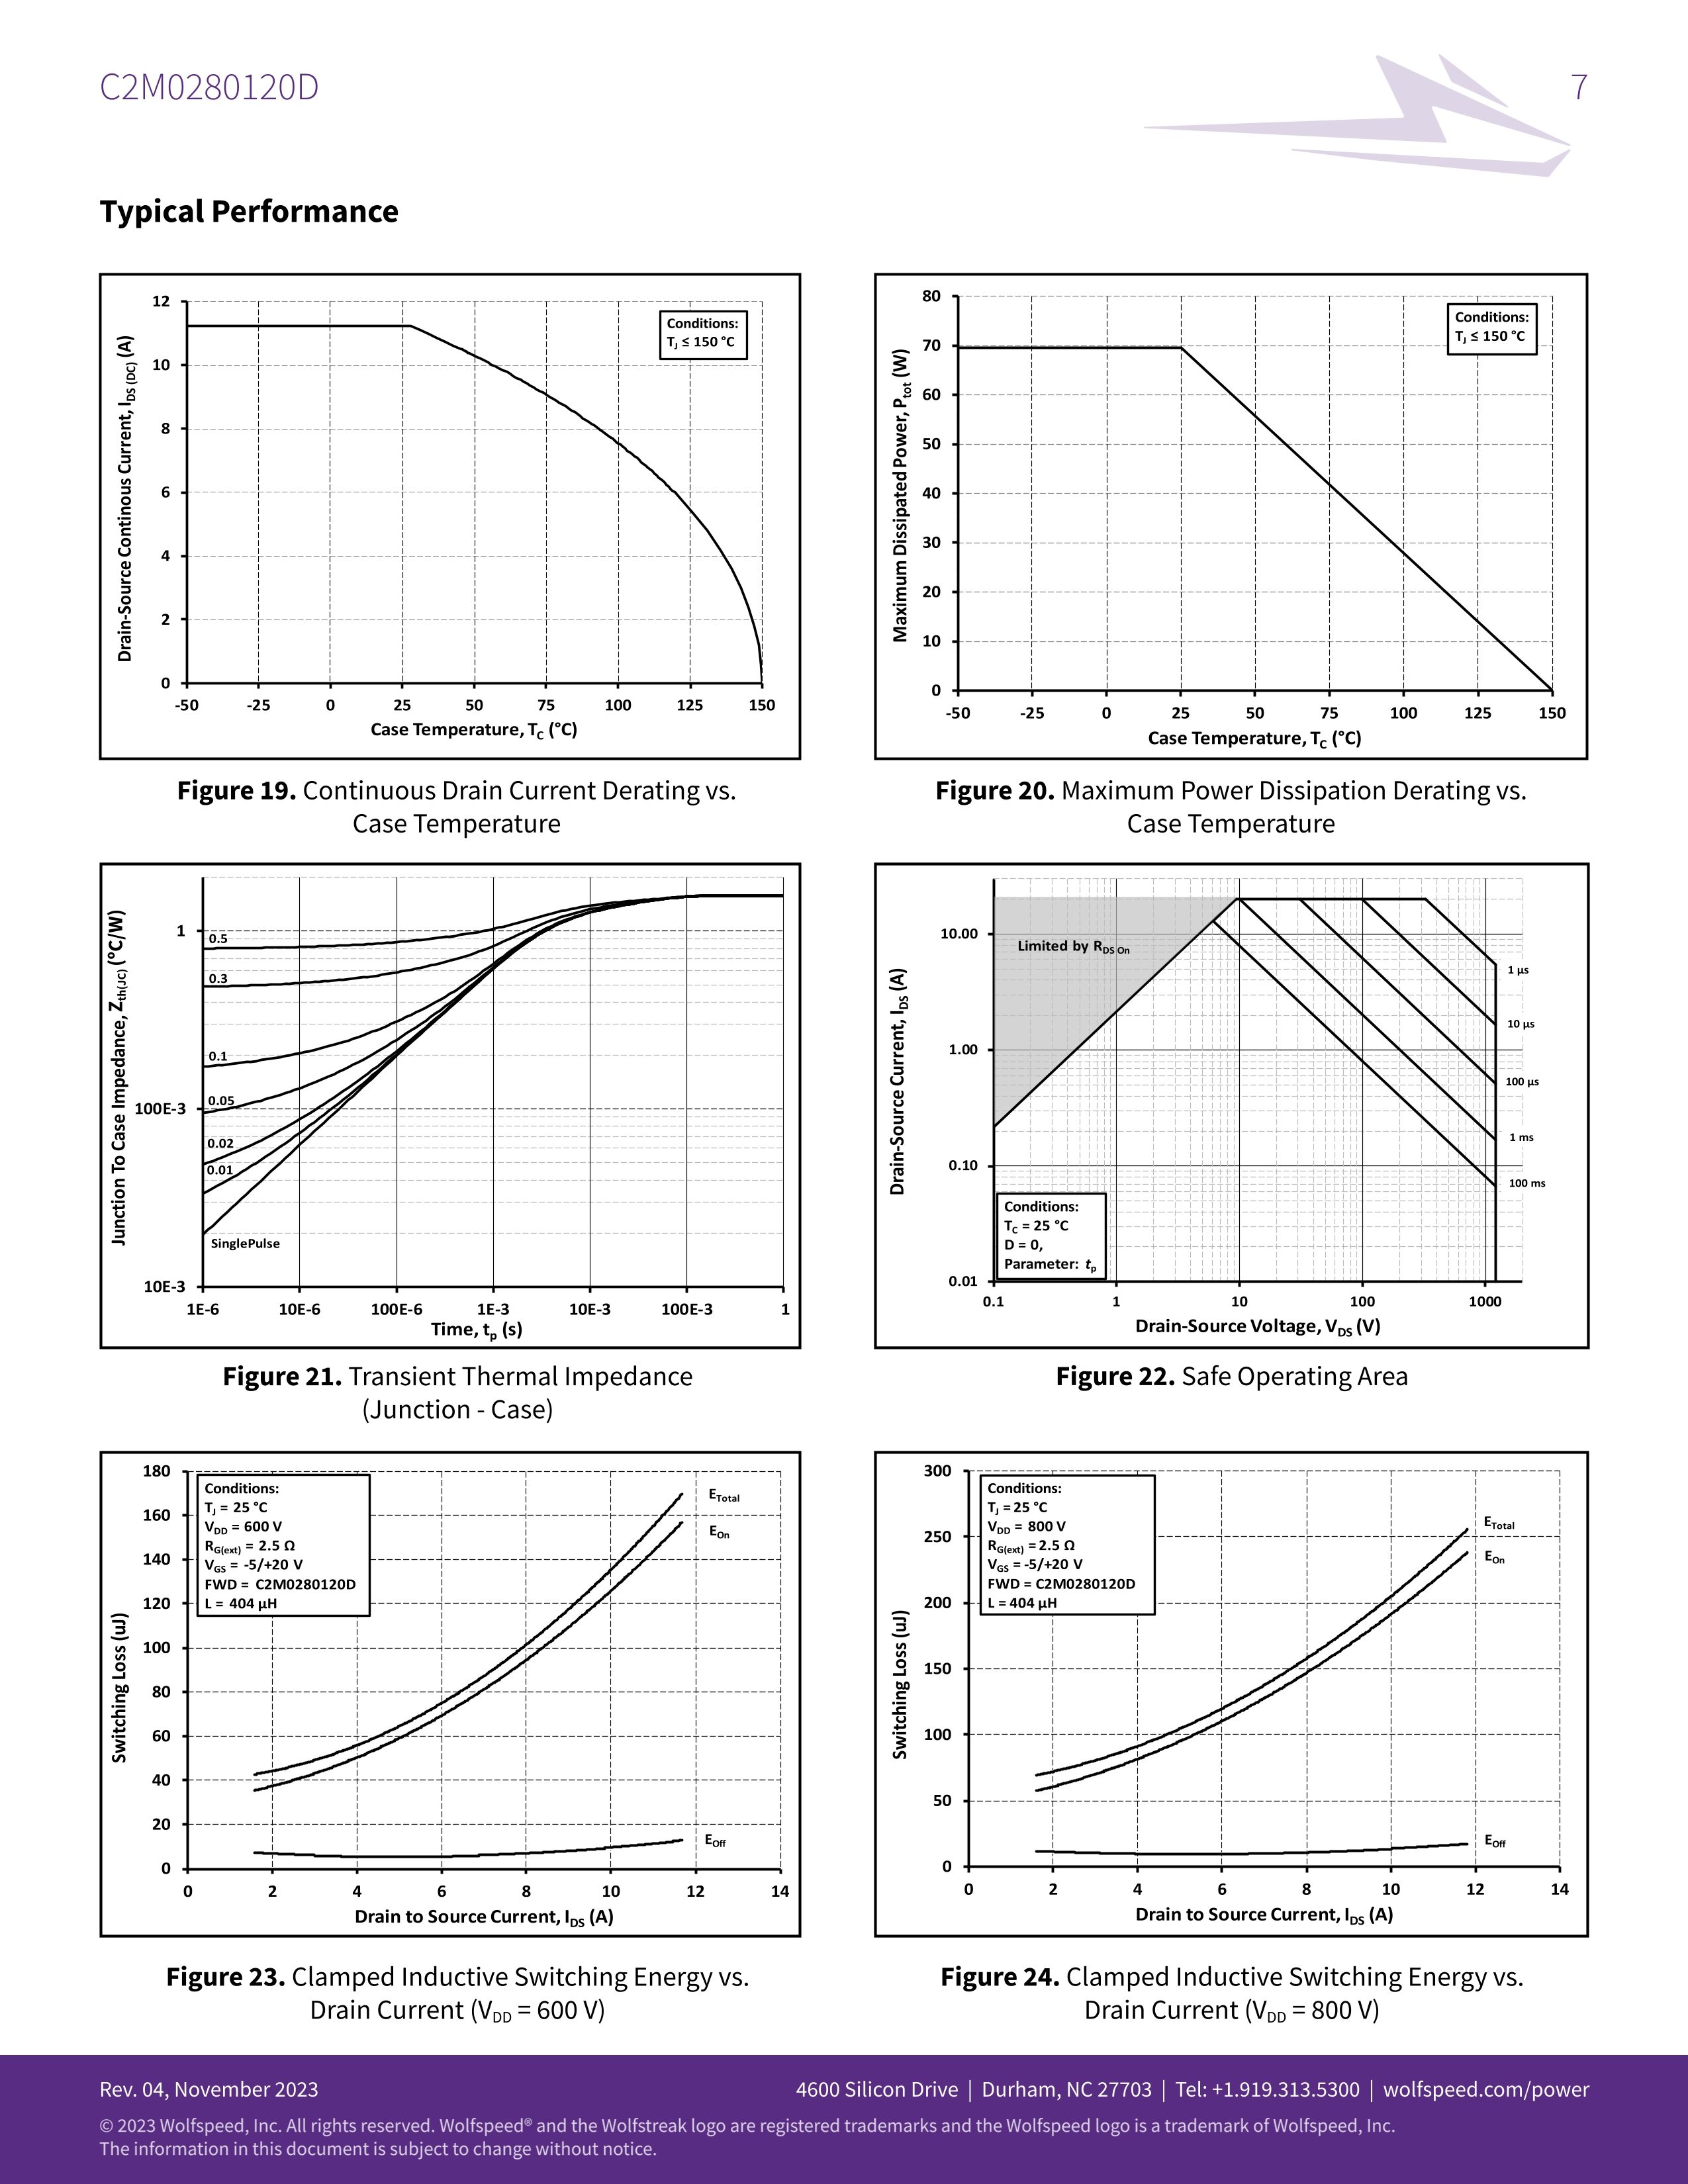 C2M0280120D
7
Typical Performance
12
10
8
6
4
2
0
-50 -25 0 25 50 75 100 125 150
Drain-Source Continous Current, IDS (DC) (A)
Case Temperature, TC (°C)
Conditions:
TJ ≤ 150 °C
Figure 19. Continuous Drain Current Derating vs.
Case Temperature
80
70
60
50
40
30
20
10
0
-50 -25 0 25 50 75 100 125 150
Maximum Dissipated Power, Ptot (W)
Case Temperature, TC (°C)
Conditions:
TJ ≤ 150 °C
Figure 20. Maximum Power Dissipation Derating vs.
Case Temperature
1
100E-3
10E-3
1E-6 10E-6 100E-6 1E-3 10E-3 100E-3 1
Junction To Case Impedance, Zth(JC) (°C/W)
Time, tp (s)
0.5
0.3
0.1
0.05
0.02
0.01
SinglePulse
Figure 21. Transient Thermal Impedance
(Junction - Case)
10.00
1.00
0.10
0.01
0.1 1 10 100 1000
Drain-Source Current, IDS (A)
Drain-Source Voltage, VDS (V)
Limited by RDS On
1 µs
10 µs
100 µs
1 ms
100 ms
Conditions:
TC = 25 °C
D = 0,
Parameter: tp
Figure 22. Safe Operating Area
180
160
140
120
100
80
60
40
20
0
0 2 4 6 8 10 12 14
Switching Loss (uJ)
Drain to Source Current, IDS (A)
Conditions:
TJ = 25 °C
VDD = 600 V
RG(ext) = 2.5 Ω
VGS = -5/+20 V
FWD = C2M0280120D
L = 404 µH
ETotal
EOn
EOff
Figure 23. Clamped Inductive Switching Energy vs.
Drain Current (VDD = 600 V)
300
250
200
150
100
50
0
0 2 4 6 8 10 12 14
Switching Loss (uJ)
Drain to Source Current, IDS (A)
Conditions:
TJ = 25 °C
VDD = 800 V
RG(ext) = 2.5 Ω
VGS = -5/+20 V
FWD = C2M0280120D
L = 404 µH
ETotal
EOn
EOff
Figure 24. Clamped Inductive Switching Energy vs.
Drain Current (VDD = 800 V)
Rev. 04, November 2023
4600 Silicon Drive | Durham, NC 27703 | Tel: +1.919.313.5300 | wolfspeed.com/power
© 2023 Wolfspeed, Inc. All rights reserved. Wolfspeed® and the Wolfstreak logo are registered trademarks and the Wolfspeed logo is a trademark of Wolfspeed, Inc.
The information in this document is subject to change without notice.